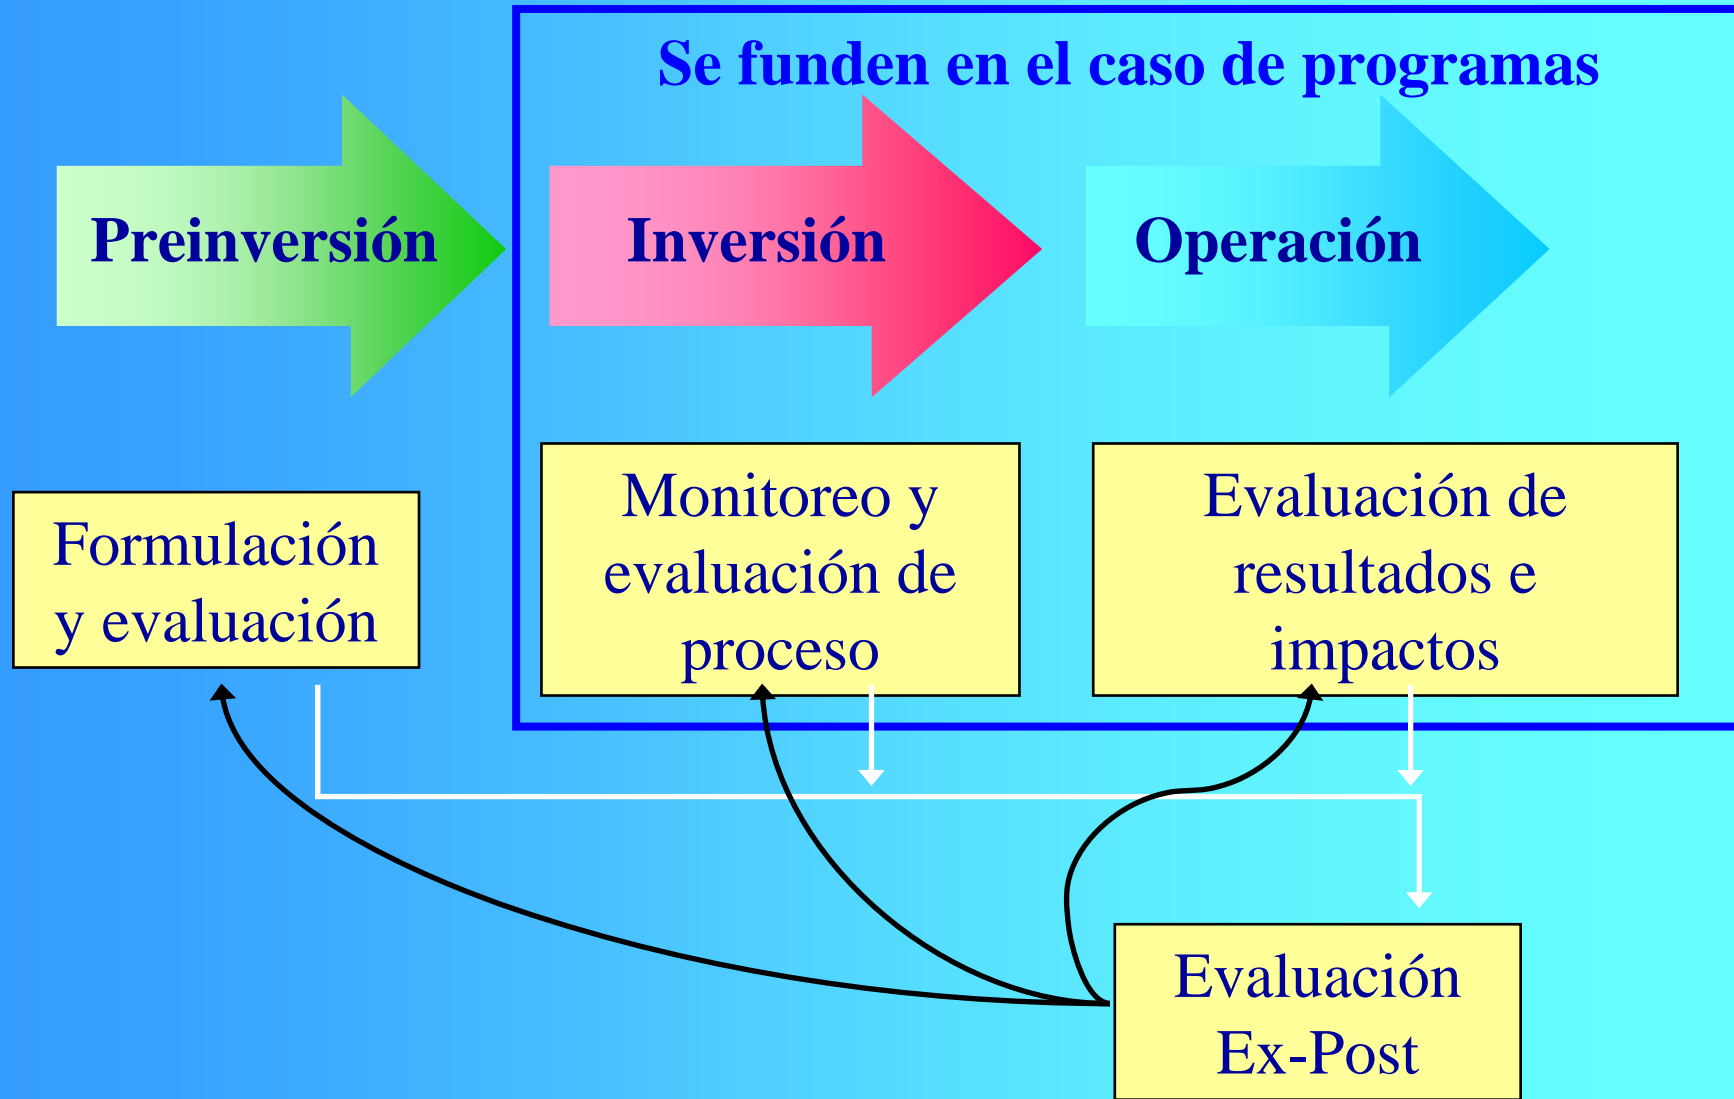 Se funden en el caso de programas
Preinversión
Inversión
Operación
Formulación
y evaluación
Monitoreo y
evaluación de
proceso
Evaluación de
resultados e
impactos
Evaluación
Ex-Post